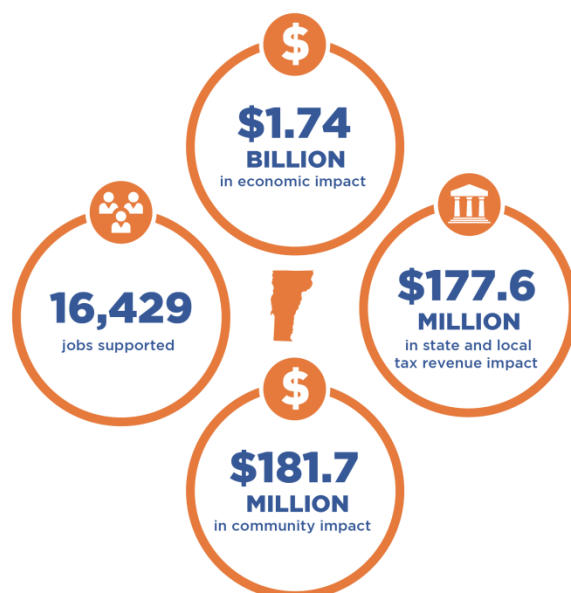 $
$1.74
BILLION
in economic impact
16,429
jobs supported
$177.6
MILLION
in state and local
tax revenue impact
$
$181.7
MILLION
in community impact